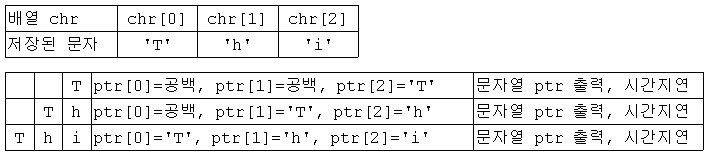 배열 chr chr[0] chr[1] chr[2]
저장된 문자 'T' 'h' 'i'
T ptr[0]=공백, ptr[1]=공백, ptr[2]='T' 문자열 ptr 출력, 시간지연
T h ptr[0]=공백, ptr[1]='T', ptr[2]='h' 문자열 ptr 출력, 시간지연
T h i ptr[0]='T', ptr[1]='h', ptr[2]='i' 문자열 ptr 출력, 시간지연